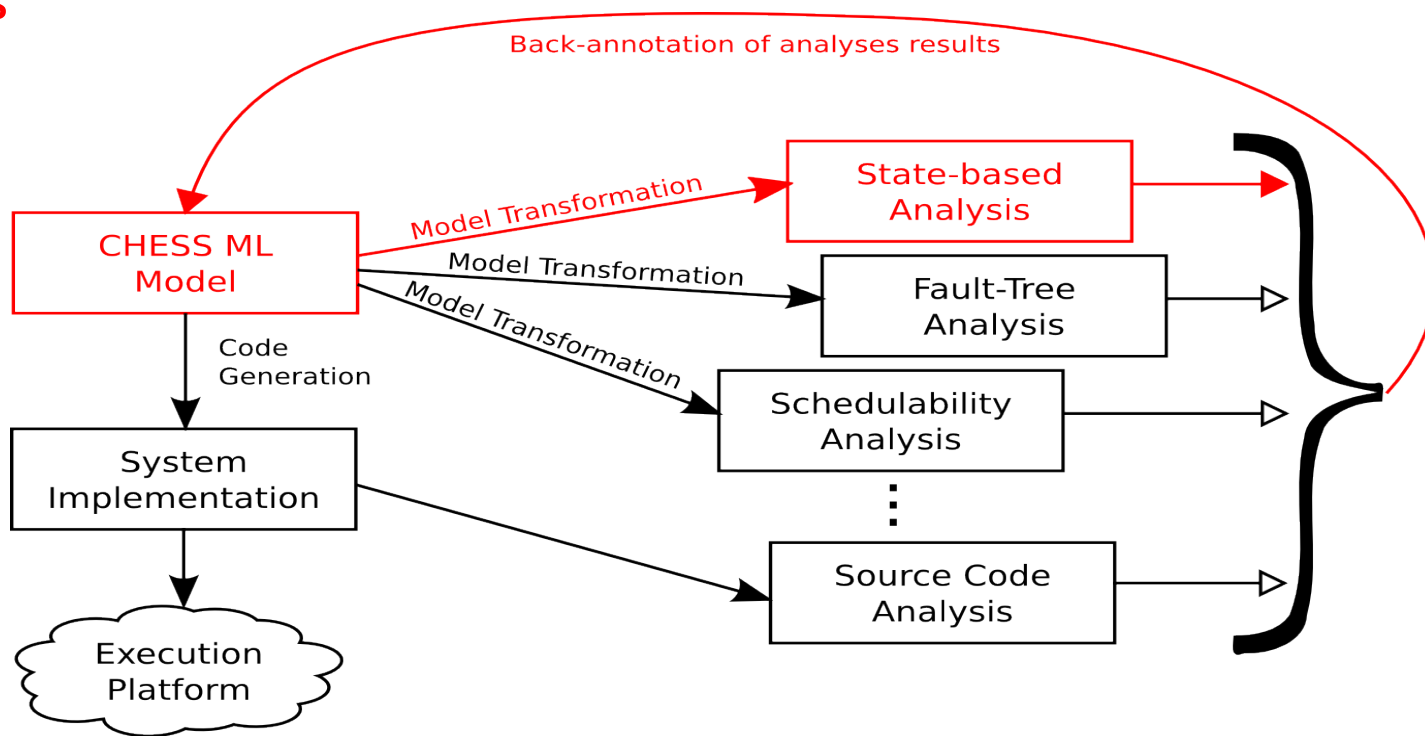 Back-annotation of analyses results
State-based
Analysis
Model Transformation
CHESS ML
Model
Model Transformation
Fault-Tree
Analysis
Model Transformation
Code
Generation
Schedulability
Analysis
System
Implementation
Source Code
Analysis
Execution
Platform